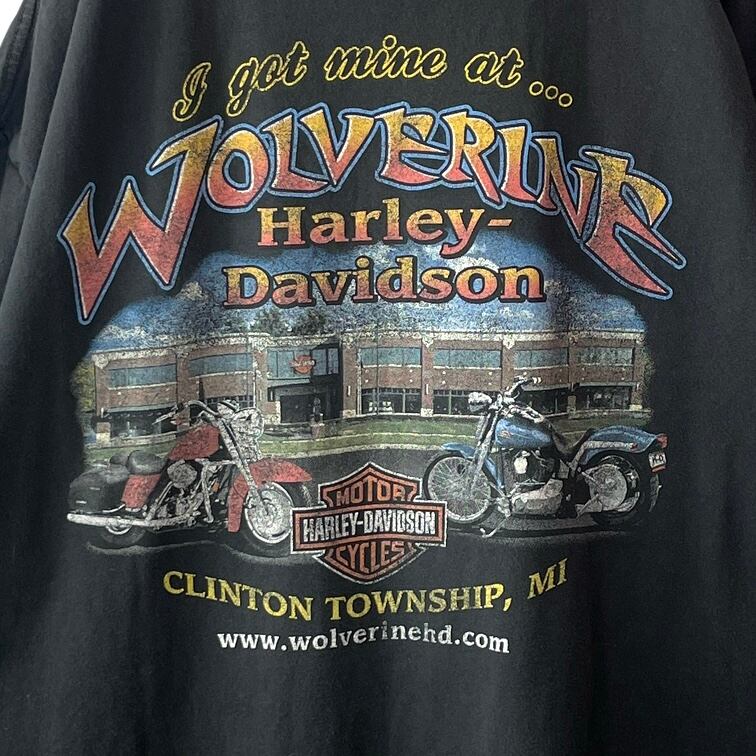 I got mine at...
WOLVERINE
Harley-
Davidson
MOTOR
HARLEY-DAVIDSON
CYCLES
CLINTON TOWNSHIP, MI
www.wolverinehd.com